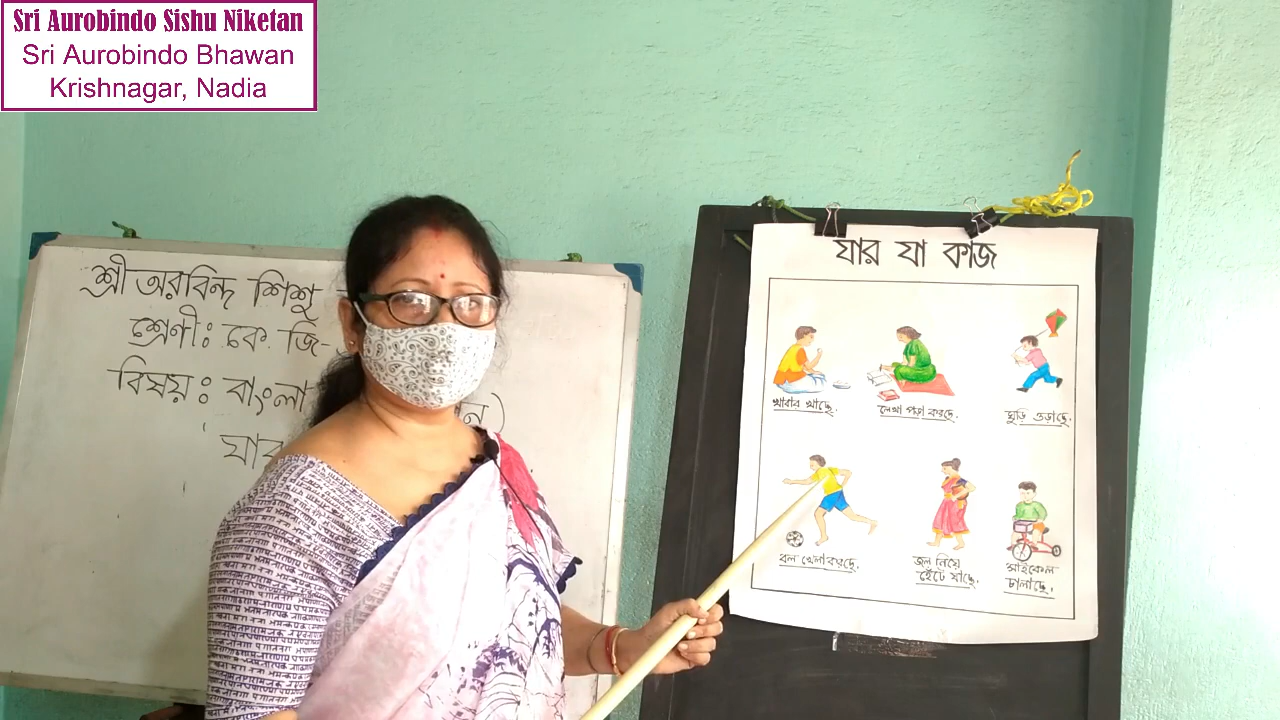 Sri Aurobindo Sishu Niketan
Sri Aurobindo Bhawan
Krishnagar, Nadia
শ্রী অরবিন্দ শিশু
শ্রেণী: কে. জি-
বিষয়: বাংলা
যার যা কাজ
খাবার খাচ্ছে.
লেখা পড়া করছে.
ঘুড়ি ওড়াচ্ছে.
বল খেলা করছে.
জল নিয়ে
হেঁটে যাচ্ছে.
সাইকেল
চালাচ্ছে.